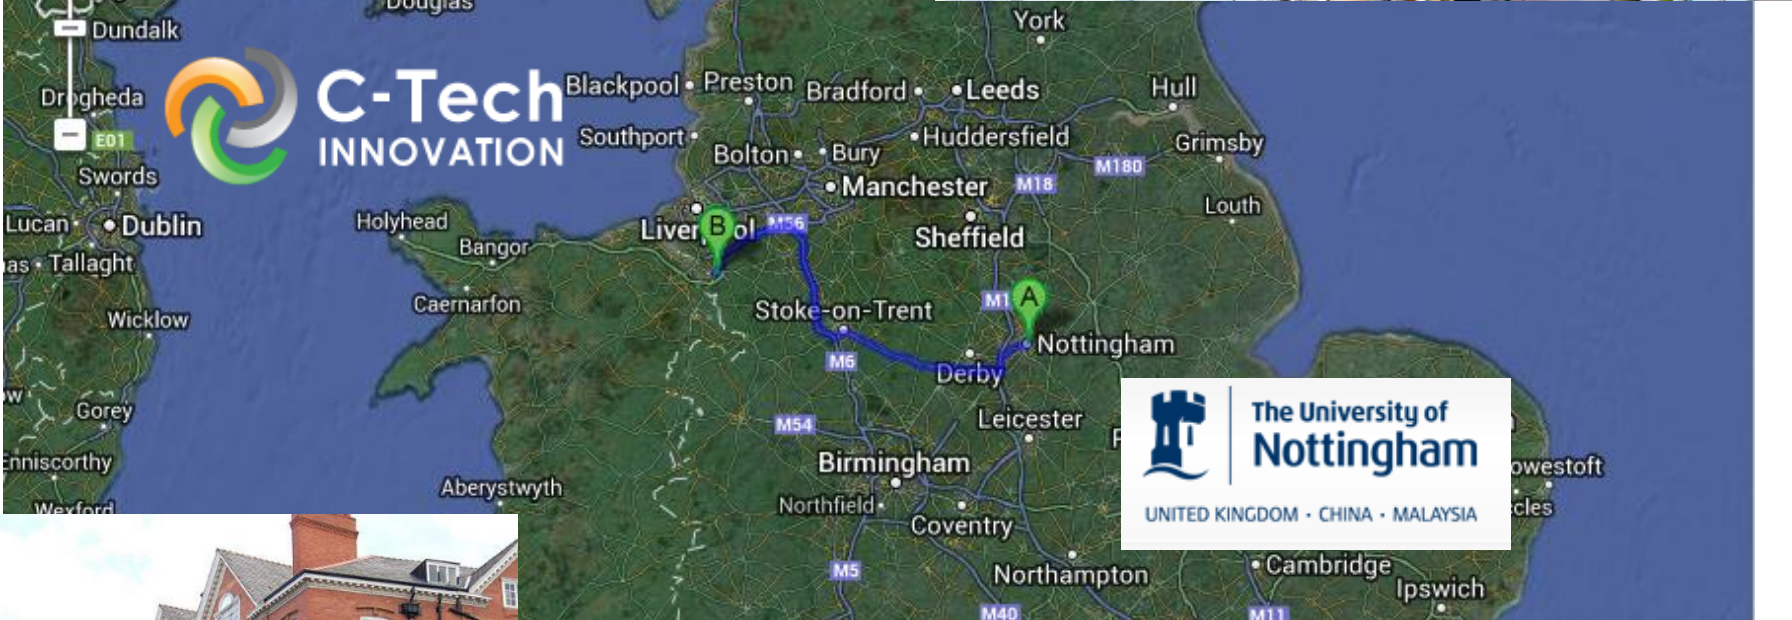 Douglas
Dundalk
York
Drogheda
C-Tech
INNOVATION
Blackpool
Preston
Bradford
Leeds
Hull
E01
Southport
Huddersfield
Grimsby
Bolton
Bury
M180
Swords
Manchester
M18
Lucan
Dublin
Holyhead
Louth
B
M56
Bangor
Sheffield
Tallaght
Caernarfon
Stoke-on-Trent
M1
A
Wicklow
Nottingham
M6
Derby
Gorey
M54
Leicester
The University of
Nottingham
Enniscorthy
Birmingham
Aberystwyth
Northfield
Coventry
UNITED KINGDOM · CHINA · MALAYSIA
Wexford
M5
Northampton
Cambridge
Ipswich
M40
M11